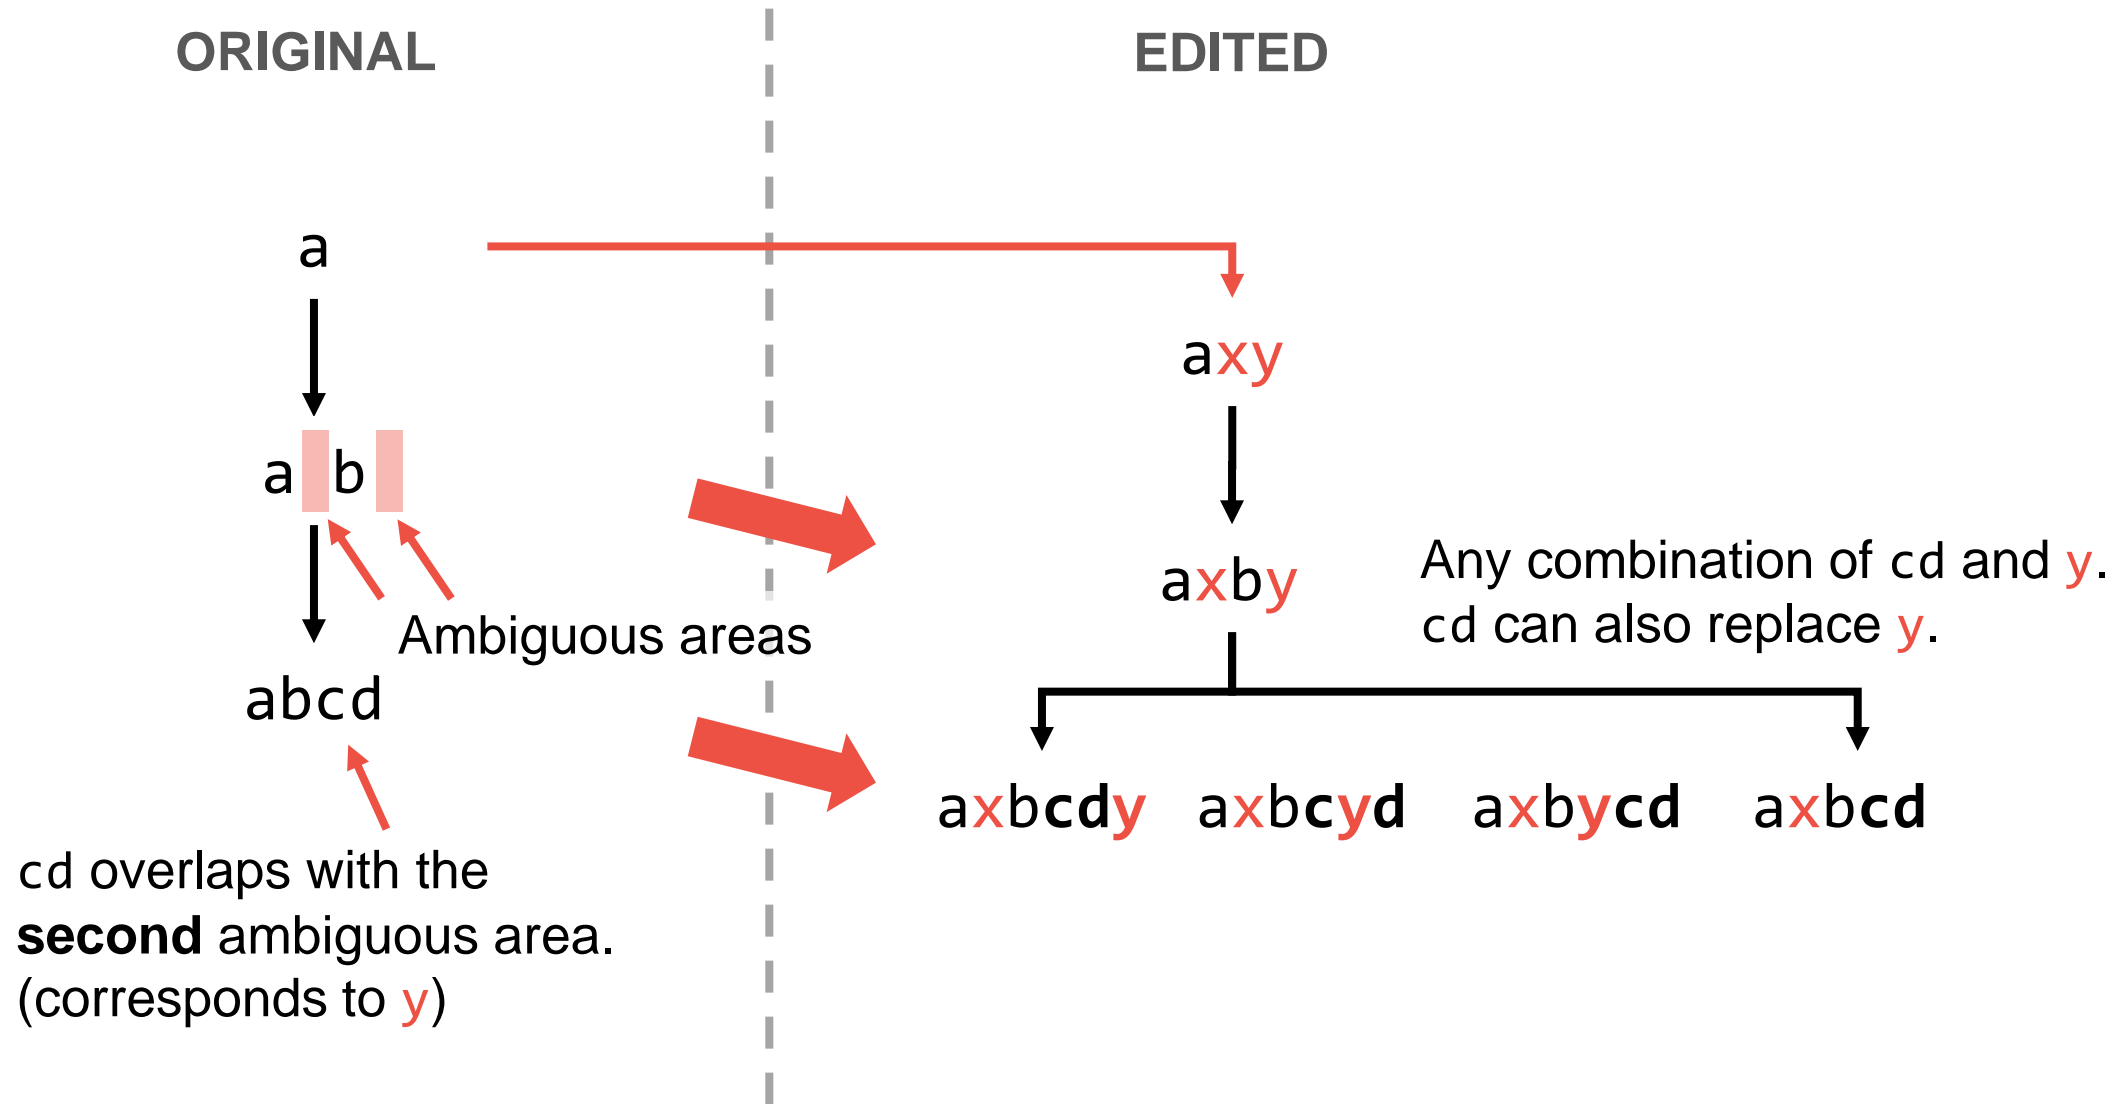 ORIGINAL
EDITED
a
axy
a b
Ambiguous areas
abcd
cd overlaps with the
second ambiguous area.
(corresponds to y)
axby
Any combination of cd and y.
cd can also replace y.
axbcdy axbcyd axbycd axbcd